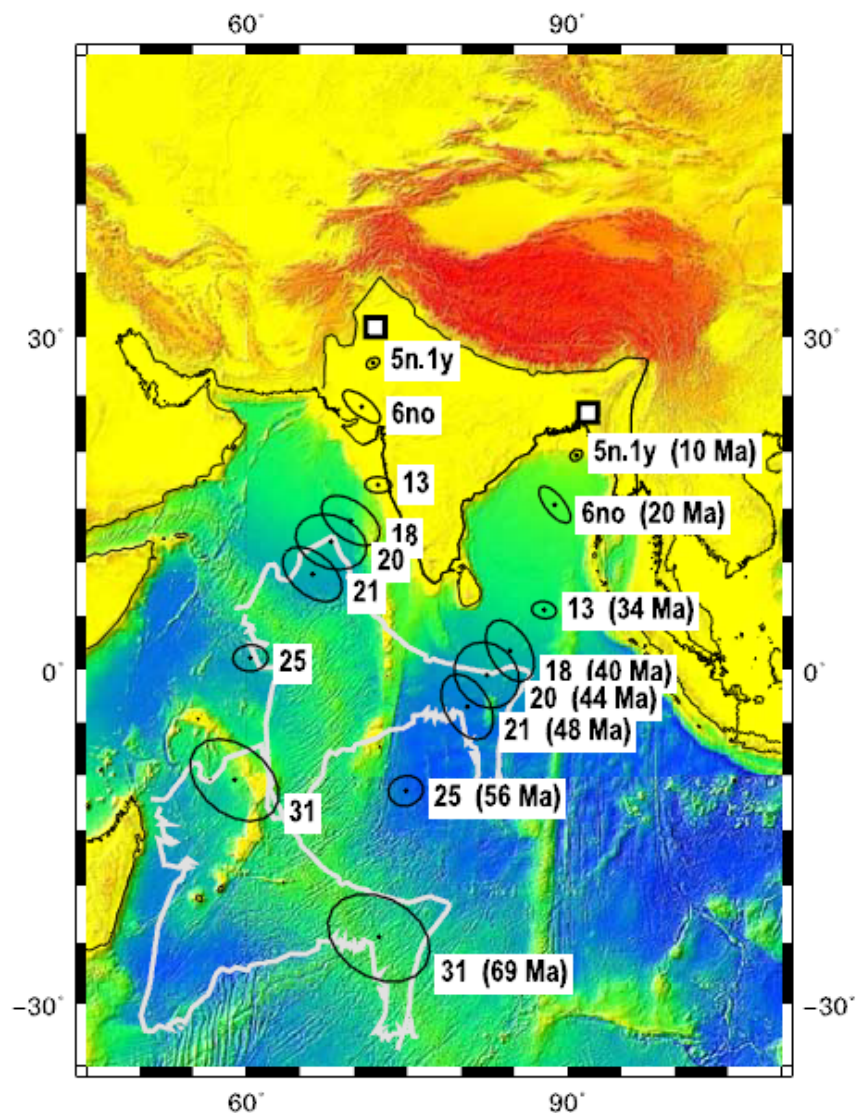 60° 90°
30° 30°
5n.1y
6no
5n.1y (10 Ma)
13
6no (20 Ma)
18
20
21
13 (34 Ma)
0° 0°
25
18 (40 Ma)
20 (44 Ma)
21 (48 Ma)
25 (56 Ma)
31
31 (69 Ma)
−30° −30°
60° 90°